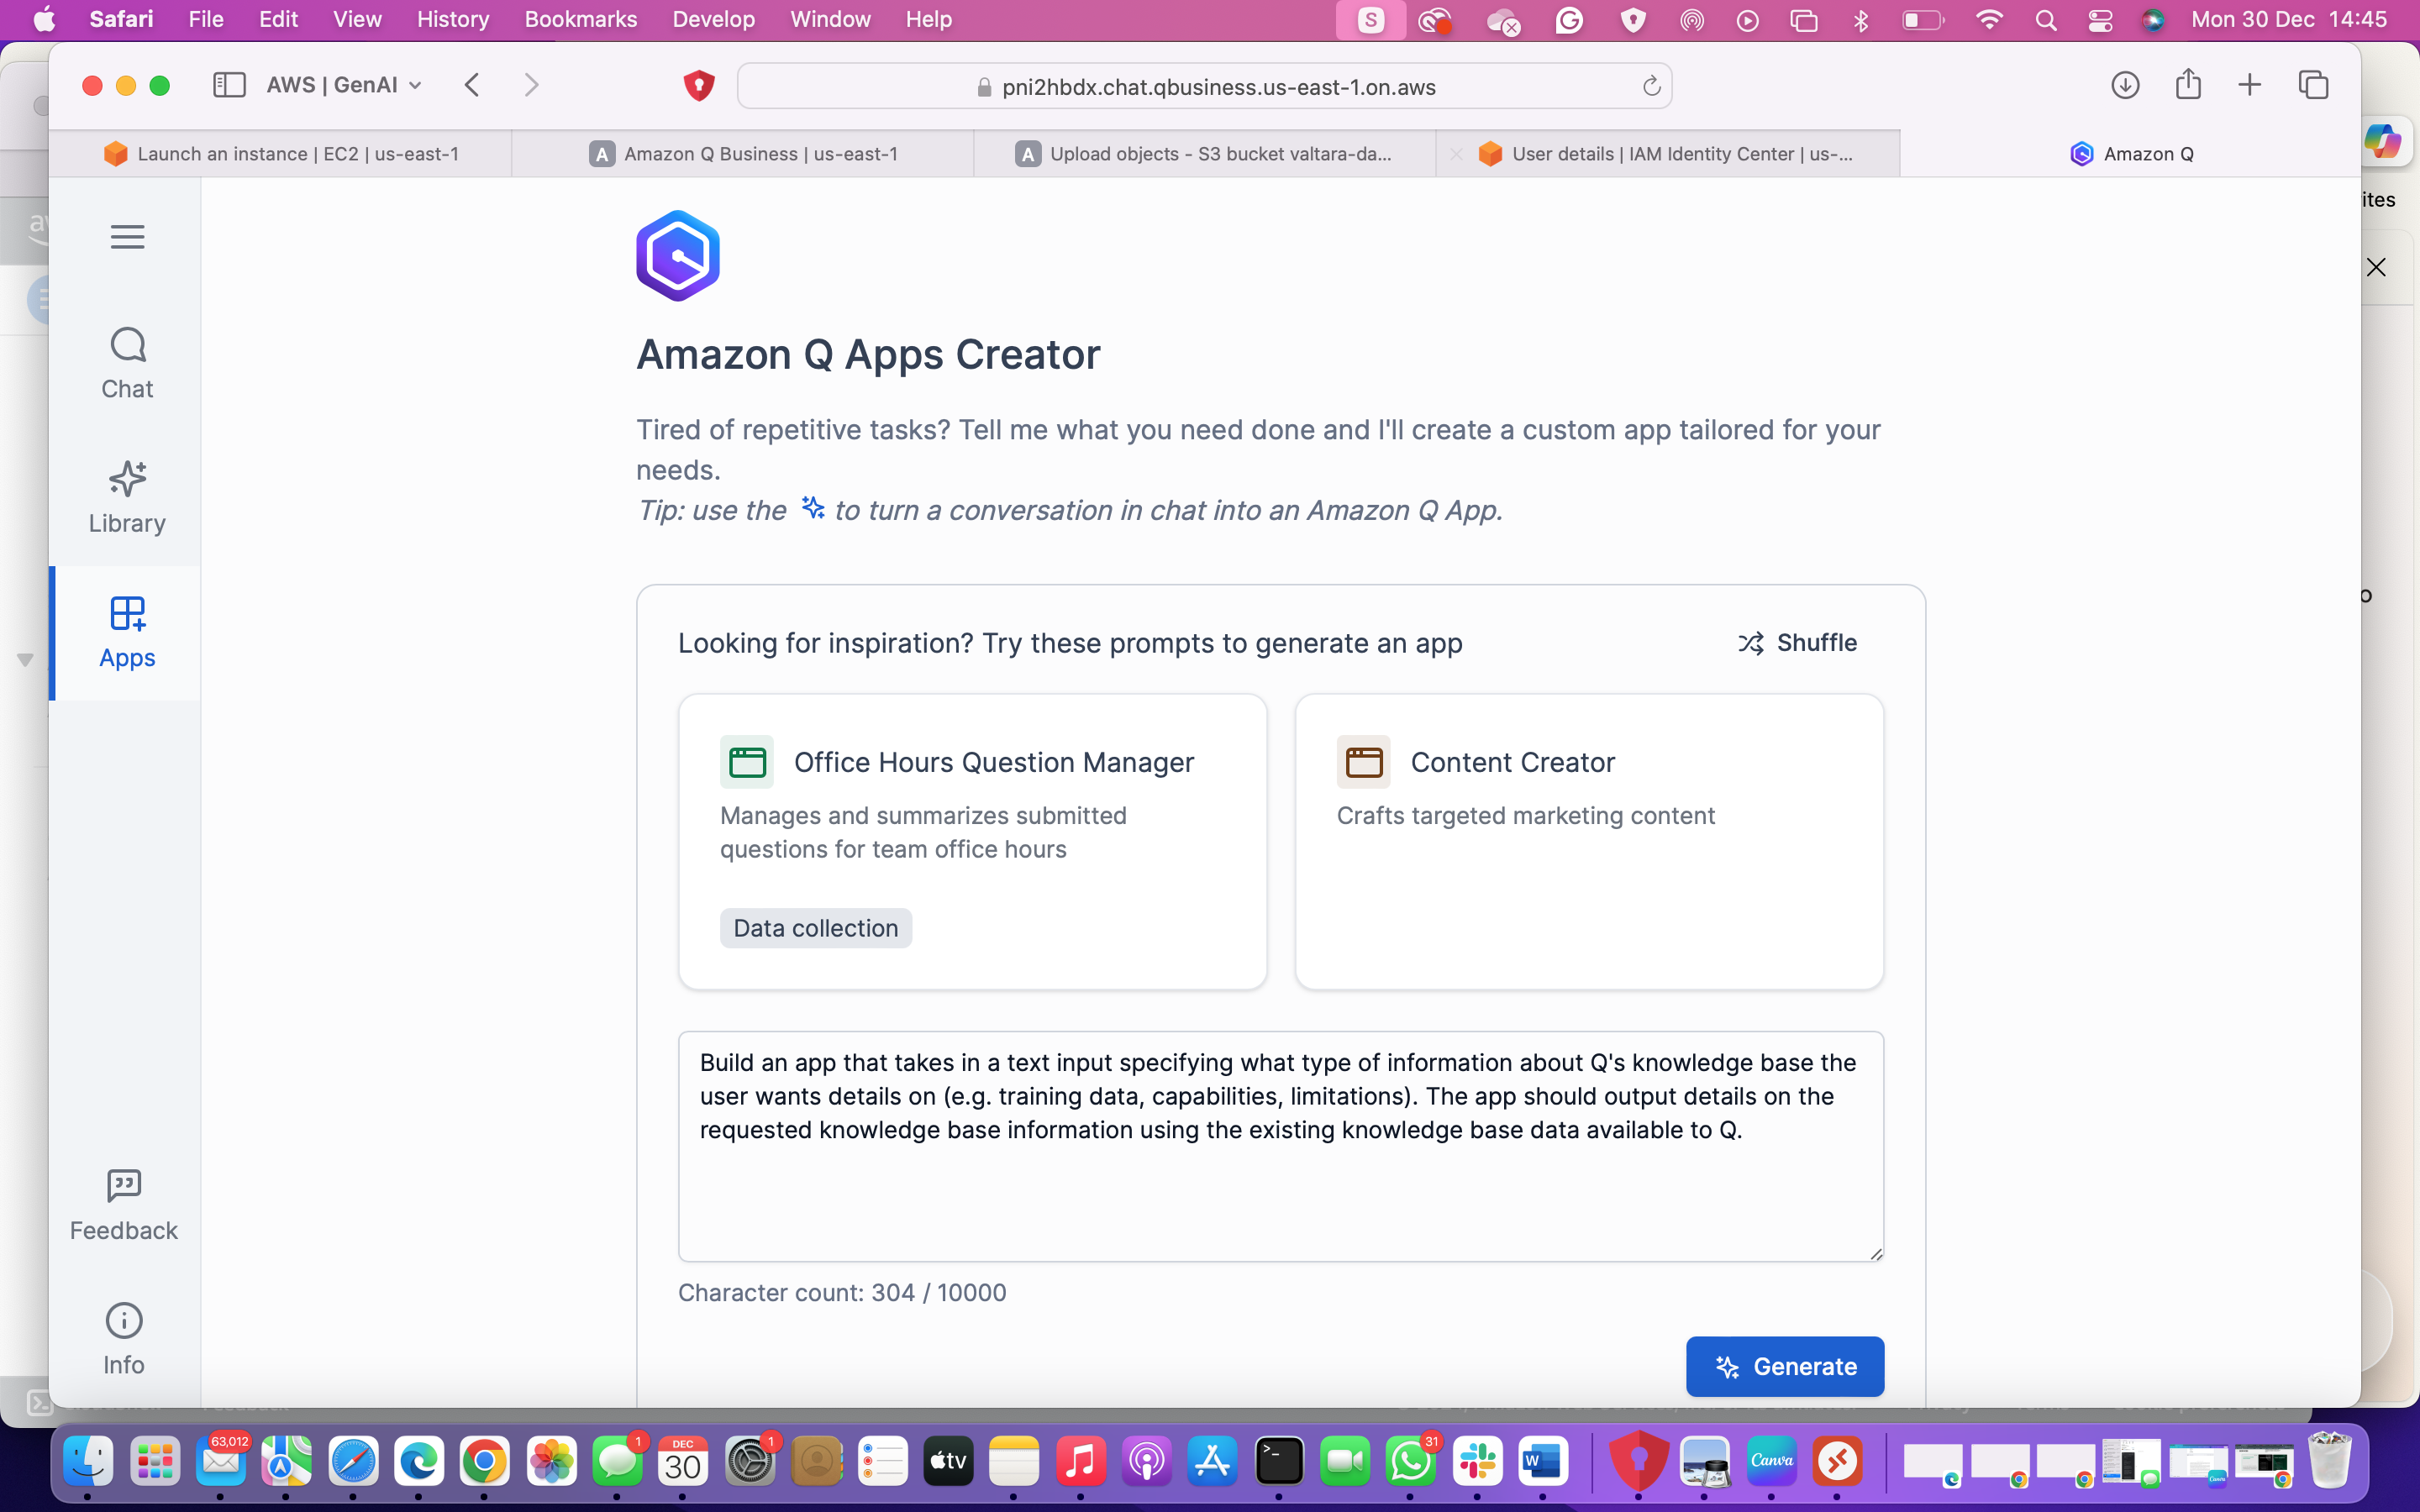 Safari File Edit View History Bookmarks Develop Window Help
S
Mon 30 Dec 14:45
AWS | GenAI
pni2hbdx.chat.qbusiness.us-east-1.on.aws
Launch an instance | EC2 | us-east-1
A Amazon Q Business | us-east-1
A Upload objects - S3 bucket valtara-da...
User details | IAM Identity Center | us-...
Amazon Q
ites
Chat
Library
Apps
Feedback
Info
Amazon Q Apps Creator
Tired of repetitive tasks? Tell me what you need done and I'll create a custom app tailored for your
needs.
Tip: use the to turn a conversation in chat into an Amazon Q App.
Looking for inspiration? Try these prompts to generate an app
Shuffle
Office Hours Question Manager
Manages and summarizes submitted
questions for team office hours
Data collection
Content Creator
Crafts targeted marketing content
Build an app that takes in a text input specifying what type of information about Q's knowledge base the
user wants details on (e.g. training data, capabilities, limitations). The app should output details on the
requested knowledge base information using the existing knowledge base data available to Q.
Character count: 304 / 10000
Generate
63,012
1
DEC
30
1
tv
31
W
Canva